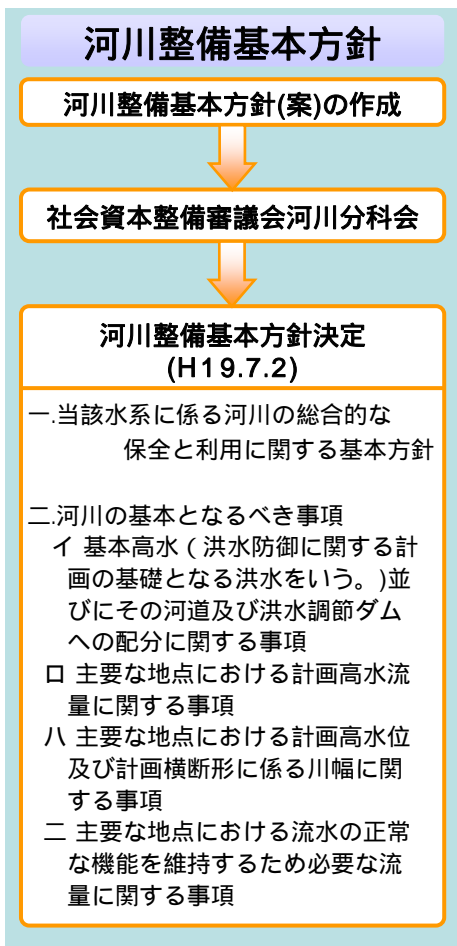 河川整備基本方針
河川整備基本方針(案)の作成
社会資本整備審議会河川分科会
河川整備基本方針決定
(H19.7.2)
一.当該水系に係る河川の総合的な
保全と利用に関する基本方針
二.河川の基本となるべき事項
イ 基本高水（洪水防御に関する計
画の基礎となる洪水をいう。)並
びにその河道及び洪水調節ダム
への配分に関する事項
ロ 主要な地点における計画高水流
量に関する事項
ハ 主要な地点における計画高水位
及び計画横断形に係る川幅に関
する事項
ニ 主要な地点における流水の正常
な機能を維持するため必要な流
量に関する事項